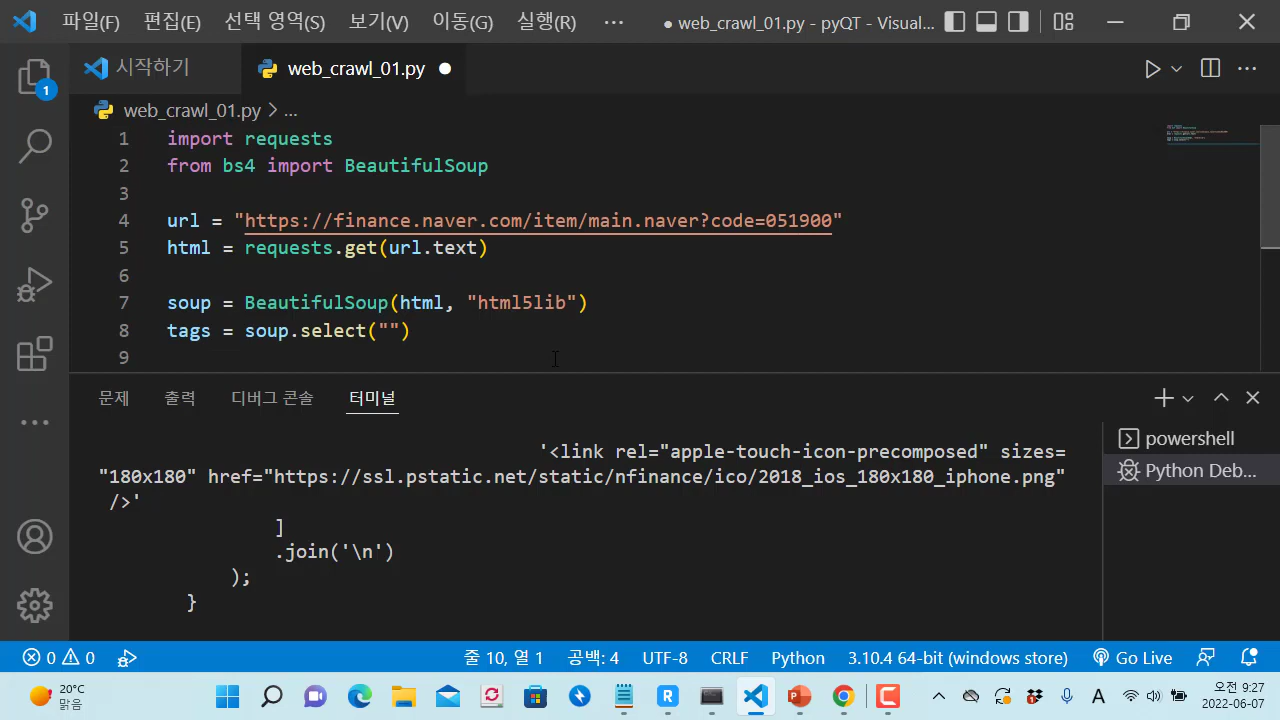 파일(F) 편집(E) 선택 영역(S) 보기(V) 이동(G) 실행(R) ··· ● web_crawl_01.py - pyQT - Visual...
시작하기 web_crawl_01.py ●
1
web_crawl_01.py > ...
1 import requests
2 from bs4 import BeautifulSoup
3
4 url = "https://finance.naver.com/item/main.naver?code=051900"
5 html = requests.get(url.text)
6
7 soup = BeautifulSoup(html, "html5lib")
8 tags = soup.select("")
9
문제 출력 디버그 콘솔 터미널
'<link rel="apple-touch-icon-precomposed" sizes=
"180x180" href="https://ssl.pstatic.net/static/nfinance/ico/2018_ios_180x180_iphone.png"
/>'
]
.join('\n')
);
}
powershell
Python Deb...
0 0 줄 10, 열 1 공백: 4 UTF-8 CRLF Python 3.10.4 64-bit (windows store) Go Live
20°C
맑음
A
오전 9:27
2022-06-07